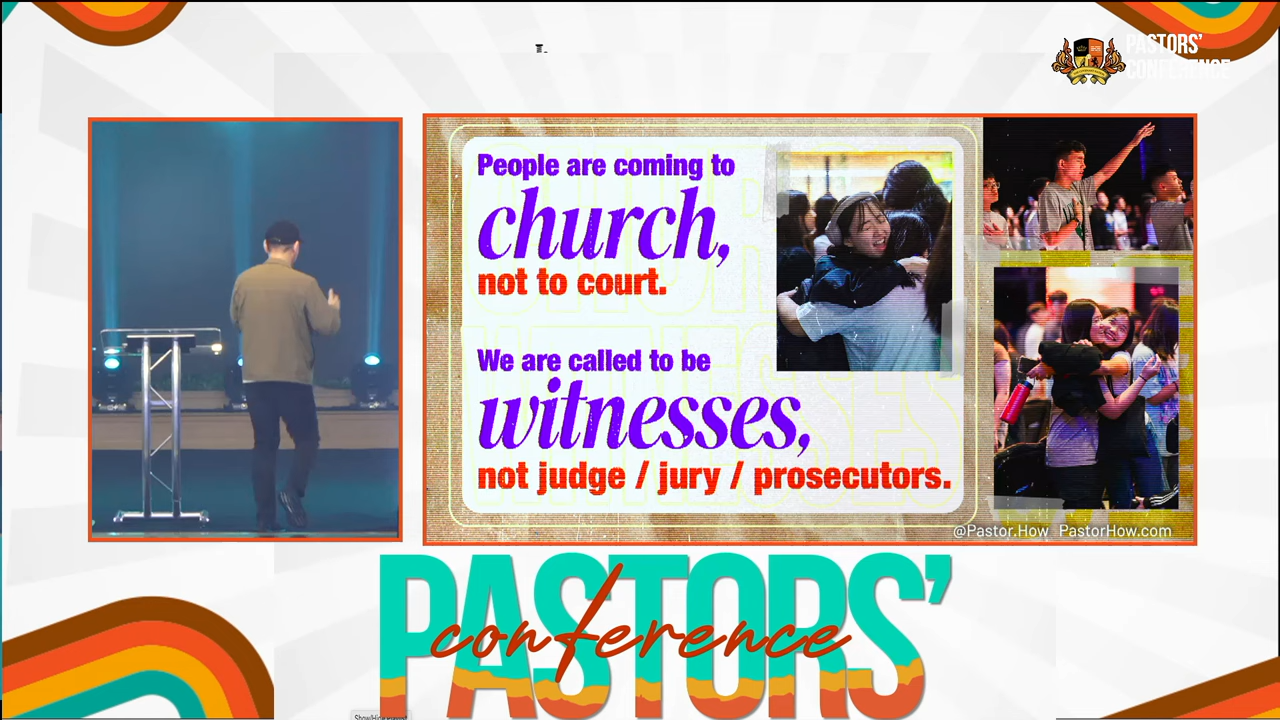 PASTORS'
CONFERENCE
People are coming to
church,
not to court.
We are called to be
witnesses,
not judge / jury / prosecutors.
@Pastor.How PastorHow.com
PASTORS'
conference